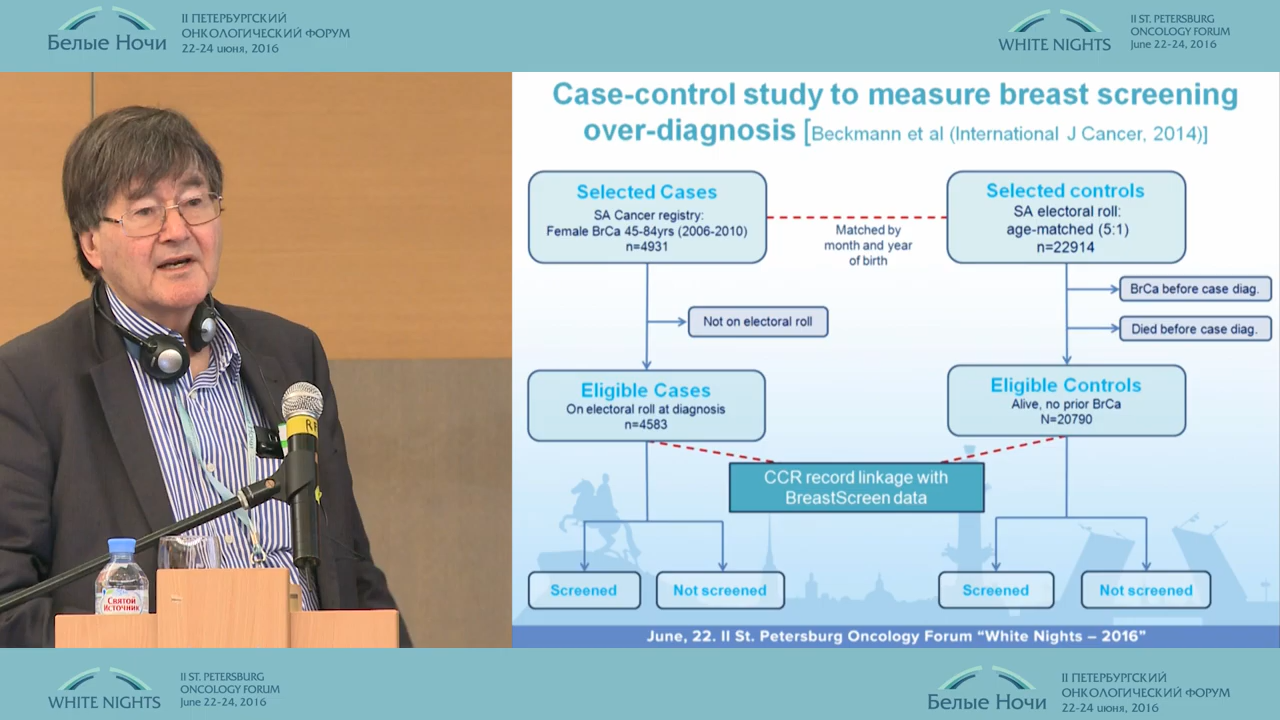 Белые Ночи
II ПЕТЕРБУРГСКИЙ
ОНКОЛОГИЧЕСКИЙ ФОРУМ
22-24 июня, 2016
WHITE NIGHTS
II ST. PETERSBURG
ONCOLOGY FORUM
June 22-24, 2016
Case-control study to measure breast screening
over-diagnosis [Beckmann et al (International J Cancer, 2014)]
Selected Cases
SA Cancer registry:
Female BrCa 45-84yrs (2006-2010)
n=4931
Matched by
month and year
of birth
Selected controls
SA electoral roll:
age-matched (5:1)
n=22914
Not on electoral roll
BrCa before case diag.
Died before case diag.
Eligible Cases
On electoral roll at diagnosis
n=4583
Eligible Controls
Alive, no prior BrCa
N=20790
CCR record linkage with
BreastScreen data
Screened
Not screened
Screened
Not screened
June, 22. II St. Petersburg Oncology Forum “White Nights – 2016”
Святой
Источник
WHITE NIGHTS
II ST. PETERSBURG
ONCOLOGY FORUM
June 22-24, 2016
Белые Ночи
II ПЕТЕРБУРГСКИЙ
ОНКОЛОГИЧЕСКИЙ ФОРУМ
22-24 июня, 2016